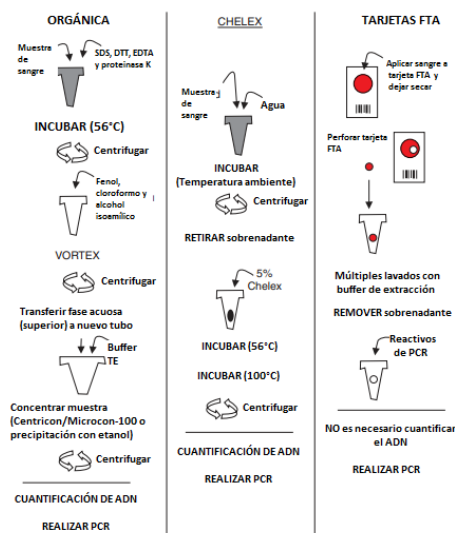 ORGÁNICA
Muestra
de
sangre
SDS, DTT, EDTA
y proteinasa K
INCUBAR (56°C)
Centrifugar
Fenol,
cloroformo y
alcohol
isoamílico
VORTEX
Centrifugar
Transferir fase acuosa
(superior) a nuevo tubo
Buffer
TE
Concentrar muestra
(Centricon/Microcon-100 o
precipitación con etanol)
Centrifugar
CUANTIFICACIÓN DE ADN
REALIZAR PCR
CHELEX
Muestra
de
sangre
Agua
INCUBAR
(Temperatura ambiente)
Centrifugar
RETIRAR sobrenadante
5%
Chelex
INCUBAR (56°C)
INCUBAR (100°C)
Centrifugar
CUANTIFICACIÓN DE ADN
REALIZAR PCR
TARJETAS FTA
Aplicar sangre a
tarjeta FTA y
dejar secar
Perforar tarjeta
FTA
Múltiples lavados con
buffer de extracción
REMOVER sobrenadante
Reactivos
de PCR
NO es necesario cuantificar
el ADN
REALIZAR PCR